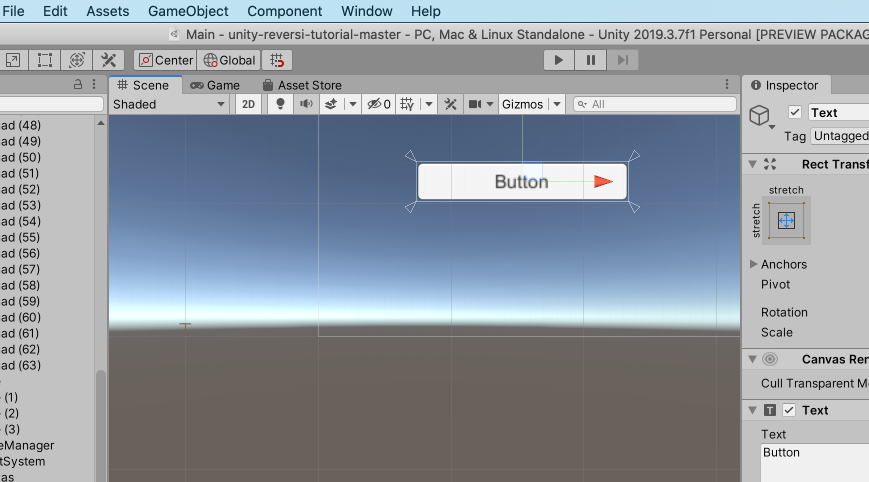 File Edit Assets GameObject Component Window Help
Main - unity-reversi-tutorial-master - PC, Mac & Linux Standalone - Unity 2019.3.7f1 Personal [PREVIEW PACKAG
Center Global
Scene Game Asset Store Inspector
Shaded 2D 0 Gizmos All Text
Tag Untagged
ad (48)
ad (49)
ad (50)
ad (51)
ad (52)
ad (53)
ad (54)
ad (55)
ad (56)
ad (57)
ad (58)
ad (59)
ad (60)
ad (61)
ad (62)
ad (63)
(1)
(2)
(3)
eManager
tSystem
as
Button
Rect Transf
stretch
stretch
Anchors
Pivot
Rotation
Scale
Canvas Ren
Cull Transparent M
Text
Text
Button